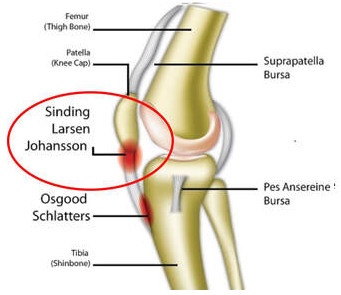 Femur
(Thigh Bone)
Patella
(Knee Cap)
Suprapatella
Bursa
Sinding
Larsen
Johansson
Osgood
Schlatters
Pes Ansereine '
Bursa
Tibia
(Shinbone)